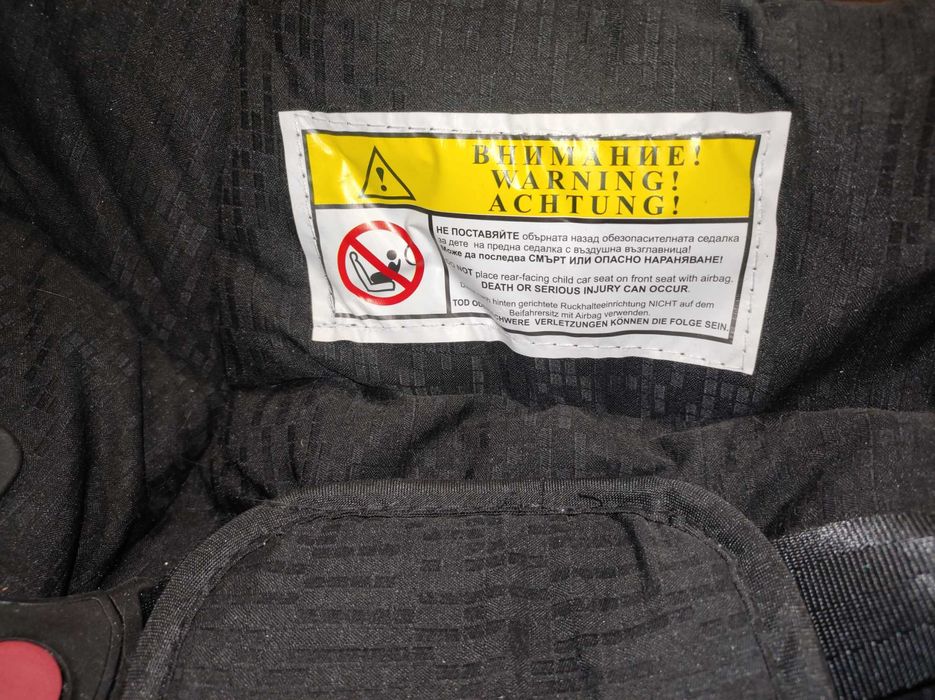 ВНИМАНИЕ!
WARNING!
ACHTUNG!
НЕ ПОСТАВЯЙТЕ обърната назад обезопасителната седалка
за дете на предна седалка с въздушна възглавница!
Може да последва СМЪРТ ИЛИ ОПАСНО НАРАНЯВАНЕ!
NOT place rear-facing child car seat on front seat with airbag.
DEATH OR SERIOUS INJURY CAN OCCUR.
hinten gerichtete Ruckhalteeinrichtung NICHT auf dem
Beifahrersitz mit Airbag verwenden.
TOD VERLETZUNGEN KÖNNEN DIE FOLGE SEIN.